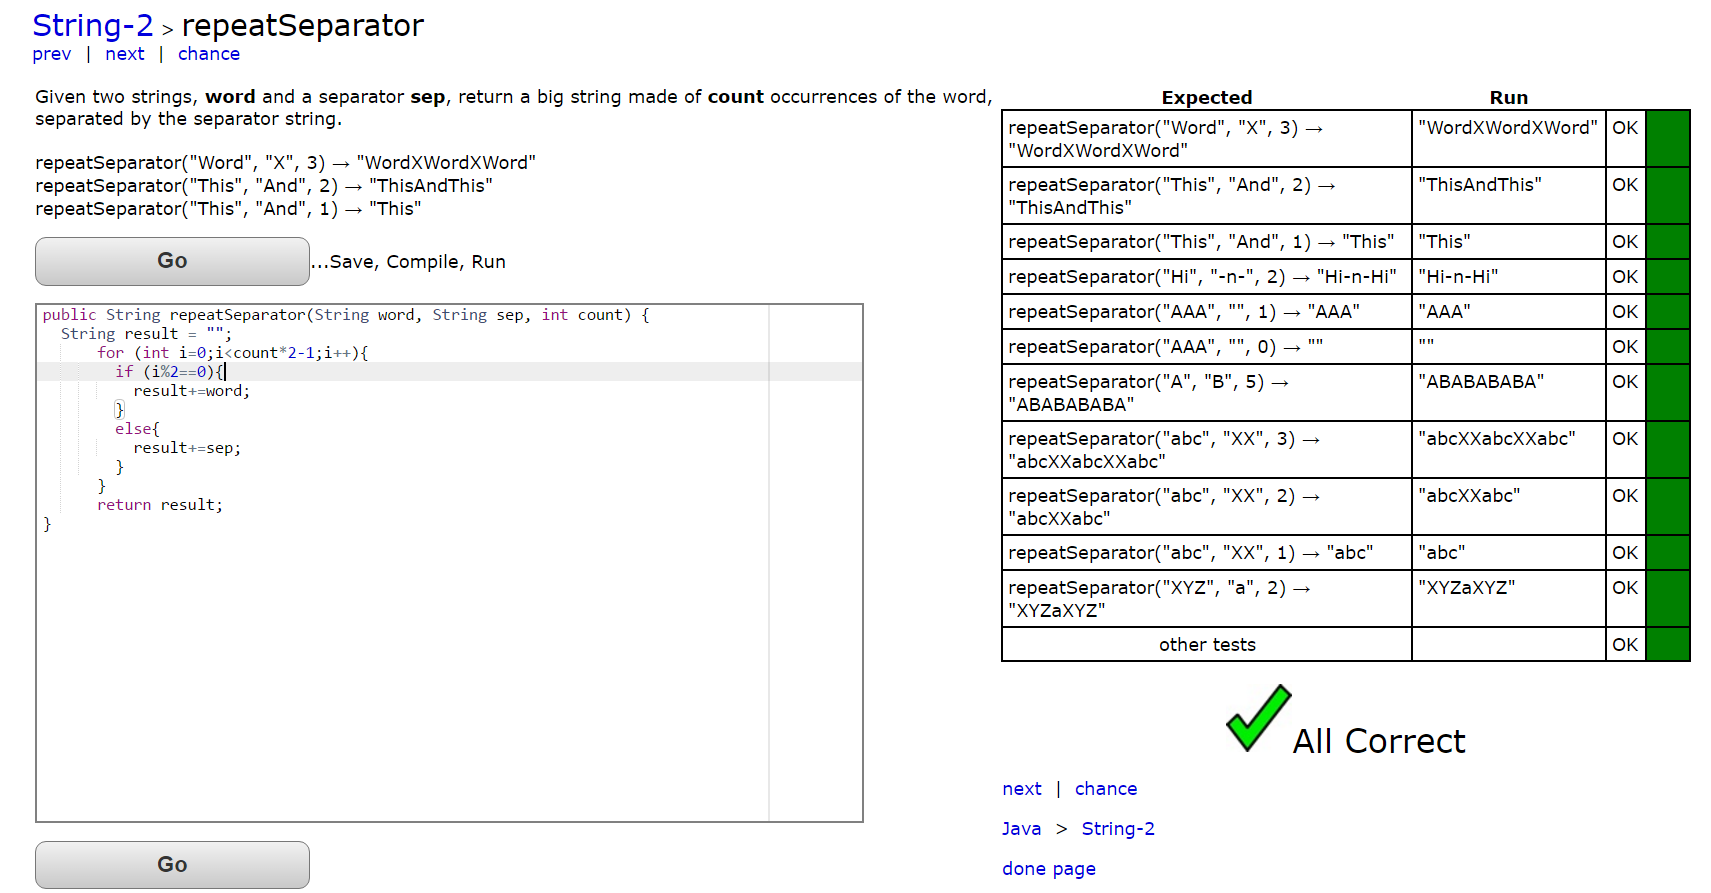 String-2 > repeatSeparator
prev | next | chance
Given two strings, word and a separator sep, return a big string made of count occurrences of the word,
separated by the separator string.
repeatSeparator("Word", "X", 3) → "WordXWordXWord"
repeatSeparator("This", "And", 2) → "ThisAndThis"
repeatSeparator("This", "And", 1) → "This"
Go ...Save, Compile, Run
public String repeatSeparator(String word, String sep, int count) {
  String result = "";
      for (int i=0;i<count*2-1;i++){
        if (i%2==0){
          result+=word;
        }
        else{
          result+=sep;
        }
      }
      return result;
}
Go
Expected Run
repeatSeparator("Word", "X", 3) → "WordXWordXWord" OK
"WordXWordXWord"
repeatSeparator("This", "And", 2) → "ThisAndThis" OK
"ThisAndThis"
repeatSeparator("This", "And", 1) → "This" "This" OK
repeatSeparator("Hi", "-n-", 2) → "Hi-n-Hi" "Hi-n-Hi" OK
repeatSeparator("AAA", "", 1) → "AAA" "AAA" OK
repeatSeparator("AAA", "", 0) → "" "" OK
repeatSeparator("A", "B", 5) → "ABABABABA" OK
"ABABABABA"
repeatSeparator("abc", "XX", 3) → "abcXXabcXXabc" OK
"abcXXabcXXabc"
repeatSeparator("abc", "XX", 2) → "abcXXabc" OK
"abcXXabc"
repeatSeparator("abc", "XX", 1) → "abc" "abc" OK
repeatSeparator("XYZ", "a", 2) → "XYZaXYZ" OK
"XYZaXYZ"
other tests OK
All Correct
next | chance
Java > String-2
done page